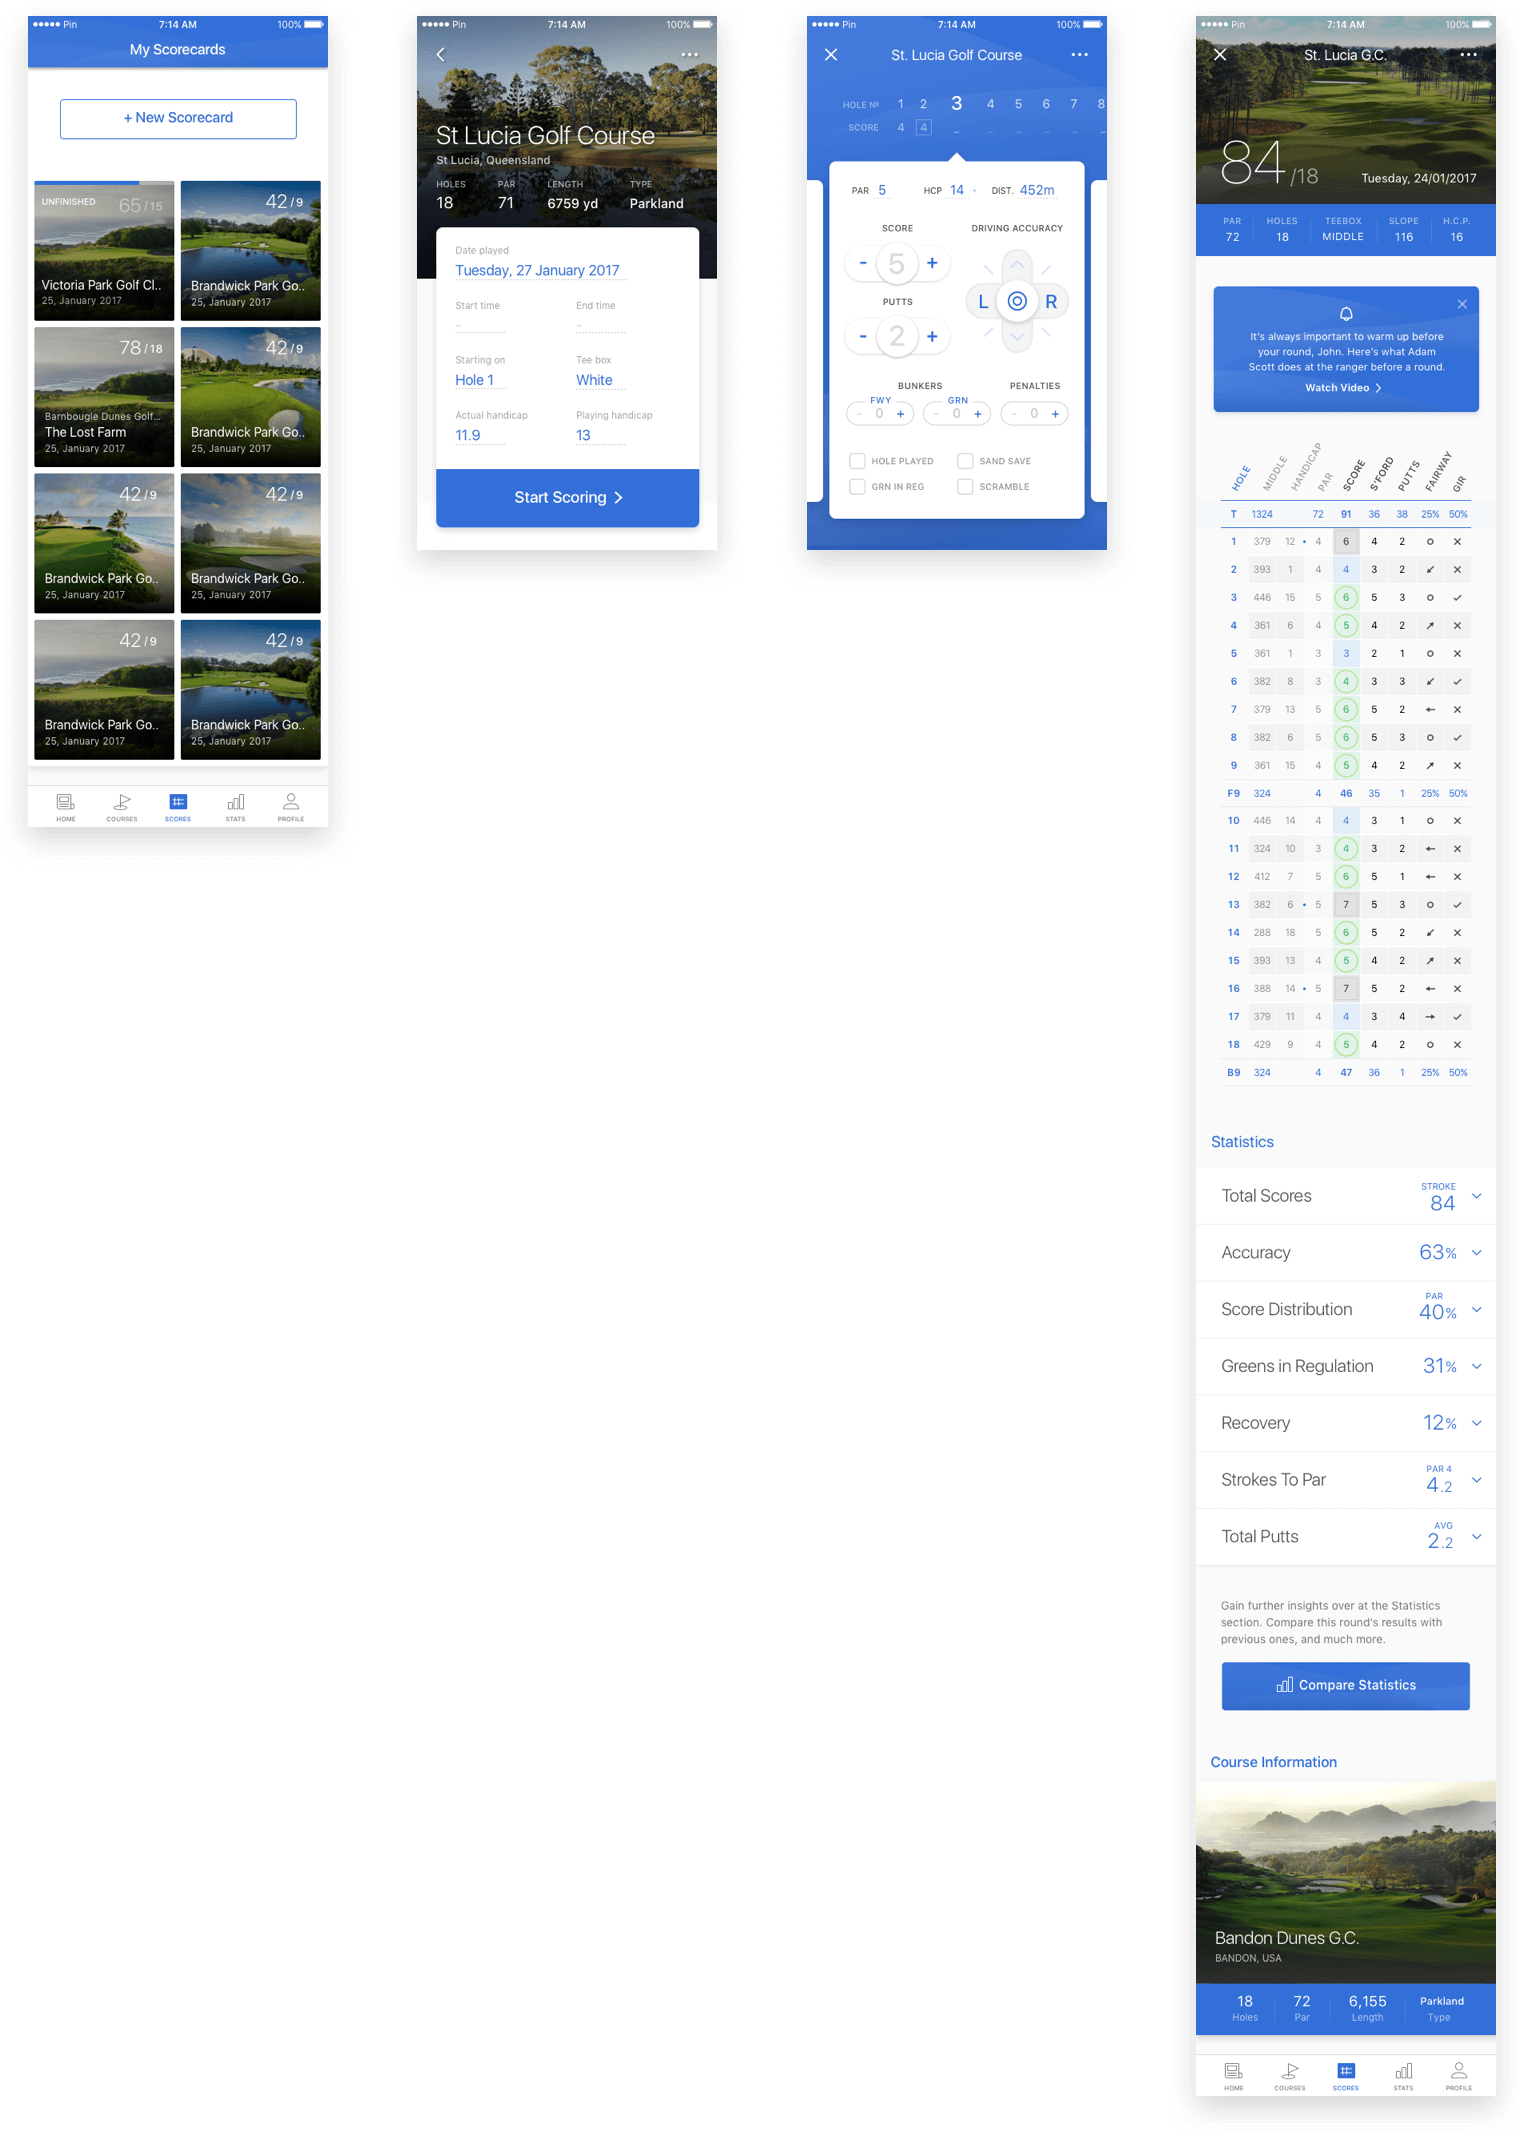 Pin 7:14 AM 100%
My Scorecards
+ New Scorecard
UNFINISHED 65 / 15
Victoria Park Golf Cl..
25, January 2017
42 / 9
Brandwick Park Go..
25, January 2017
78 / 18
Barnbougle Dunes Golf...
The Lost Farm
25, January 2017
42 / 9
Brandwick Park Go..
25, January 2017
42 / 9
Brandwick Park Go..
25, January 2017
42 / 9
Brandwick Park Go..
25, January 2017
42 / 9
Brandwick Park Go..
25, January 2017
42 / 9
Brandwick Park Go..
25, January 2017
HOME COURSES SCORES STATS PROFILE
Pin 7:14 AM 100%
St Lucia Golf Course
St Lucia, Queensland
HOLES PAR LENGTH TYPE
18 71 6759 yd Parkland
Date played
Tuesday, 27 January 2017
Start time End time
- -
Starting on Tee box
Hole 1 White
Actual handicap Playing handicap
11.9 13
Start Scoring
Pin 7:14 AM 100%
St. Lucia Golf Course
HOLE Nº 1 2 3 4 5 6 7 8
SCORE 4 4 - - - - - -
PAR 5 HCP 14 • DIST. 452m
SCORE DRIVING ACCURACY
- 5 +
L R
PUTTS
- 2 +
BUNKERS PENALTIES
FWY GRN
- 0 + - 0 + - 0 +
HOLE PLAYED SAND SAVE
GRN IN REG SCRAMBLE
Pin 7:14 AM 100%
St. Lucia G.C.
84 /18 Tuesday, 24/01/2017
PAR HOLES TEEBOX SLOPE H.C.P.
72 18 MIDDLE 116 16
It's always important to warm up before
your round, John. Here's what Adam
Scott does at the ranger before a round.
Watch Video
HOLE MIDDLE HANDICAP PAR SCORE S'FORD PUTTS FAIRWAY GIR
T 1324 72 91 36 38 25% 50%
1 379 12 • 4 6 4 2
2 393 1 4 4 3 2
3 446 15 5 6 5 3
4 361 6 4 5 4 2
5 361 1 3 3 2 1
6 382 8 3 4 3 3
7 379 13 5 6 5 2
8 382 6 5 6 5 3
9 361 15 4 5 4 2
F9 324 4 46 35 1 25% 50%
10 446 14 4 4 3 1
11 324 10 3 4 3 2
12 412 7 5 6 5 1
13 382 6 • 5 7 5 3
14 288 18 5 6 5 2
15 393 13 4 5 4 2
16 388 14 • 5 7 5 2
17 379 11 4 4 3 4
18 429 9 4 5 4 2
B9 324 4 47 36 1 25% 50%
Statistics
Total Scores STROKE 84
Accuracy 63%
Score Distribution PAR 40%
Greens in Regulation 31%
Recovery 12%
Strokes To Par PAR 4 4.2
Total Putts AVG 2.2
Gain further insights over at the Statistics
section. Compare this round's results with
previous ones, and much more.
Compare Statistics
Course Information
Bandon Dunes G.C.
BANDON, USA
18 72 6,155 Parkland
Holes Par Length Type
HOME COURSES SCORES STATS PROFILE